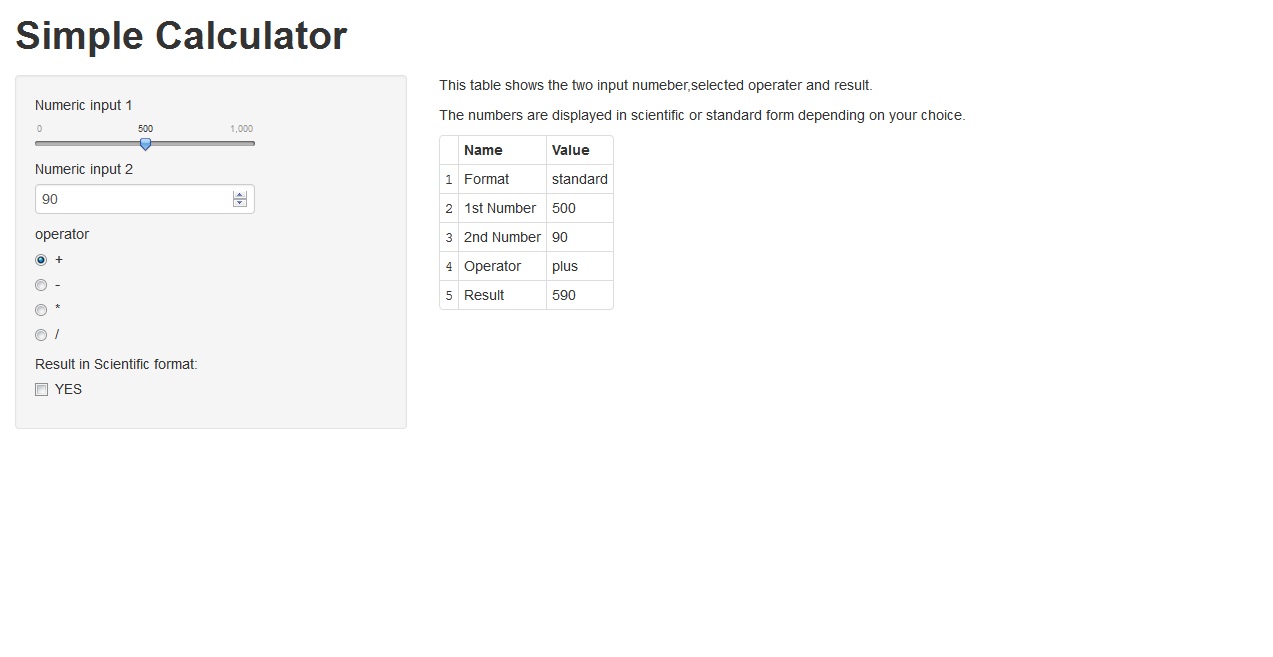 Simple Calculator
Numeric input 1
0 500 1,000
Numeric input 2
90
operator
+
-
*
/
Result in Scientific format:
YES
This table shows the two input numeber,selected operater and result.
The numbers are displayed in scientific or standard form depending on your choice.
Name Value
1 Format standard
2 1st Number 500
3 2nd Number 90
4 Operator plus
5 Result 590